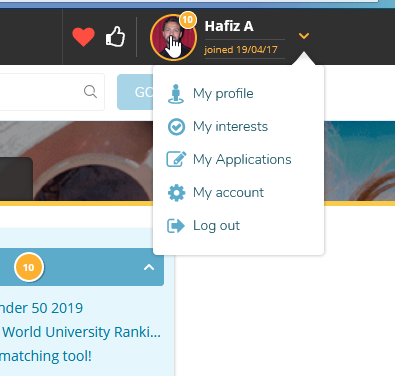 10
Hafiz A
joined 19/04/17
GO
My profile
My interests
My Applications
My account
Log out
10
nder 50 2019
World University Ranki...
matching tool!